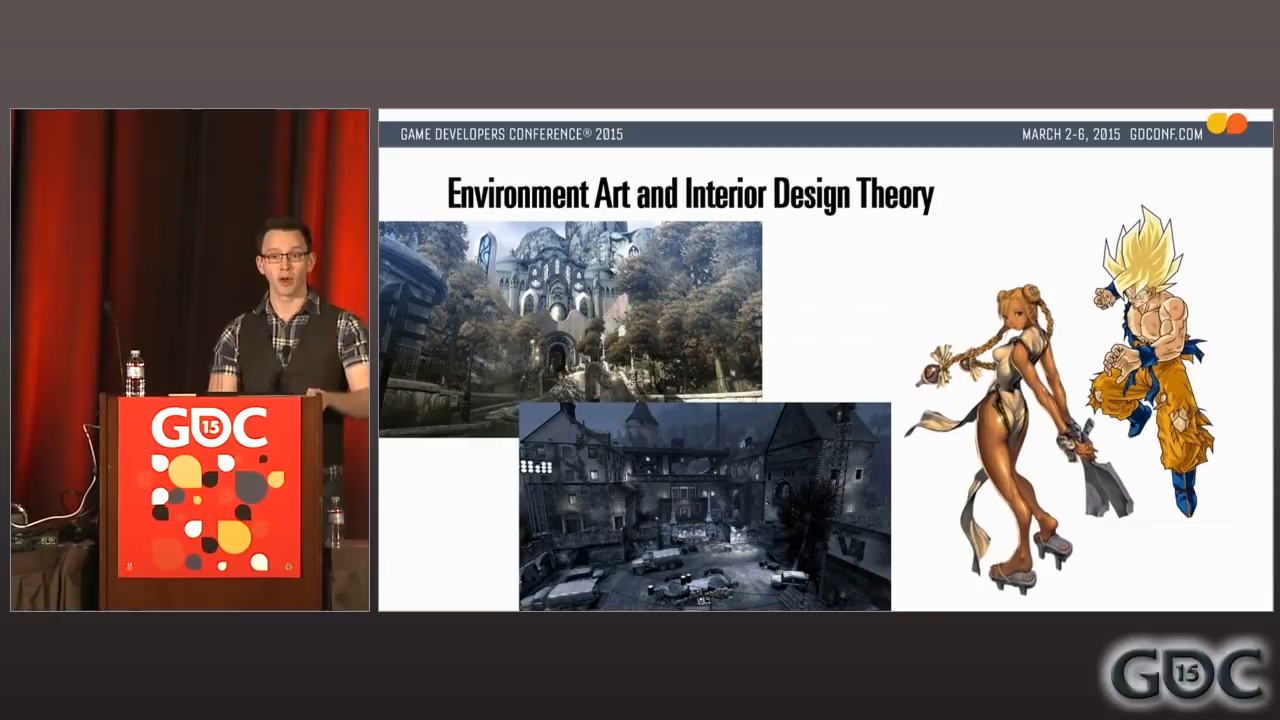 GAME DEVELOPERS CONFERENCE® 2015
MARCH 2-6, 2015 GDCONF.COM
Environment Art and Interior Design Theory
GDC
15
GDC
15